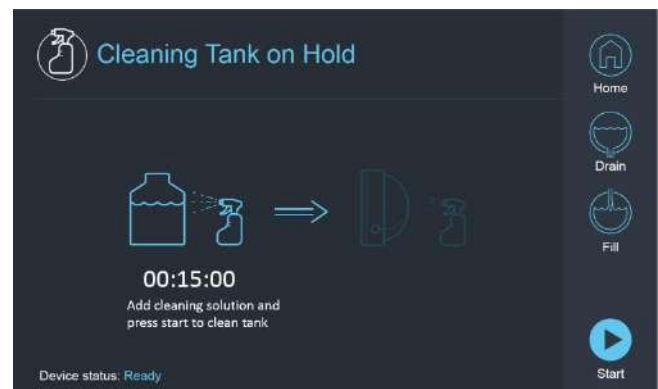 Cleaning Tank on Hold
Home
Drain
Fill
00:15:00
Add cleaning solution and
press start to clean tank
Device status: Ready
Start